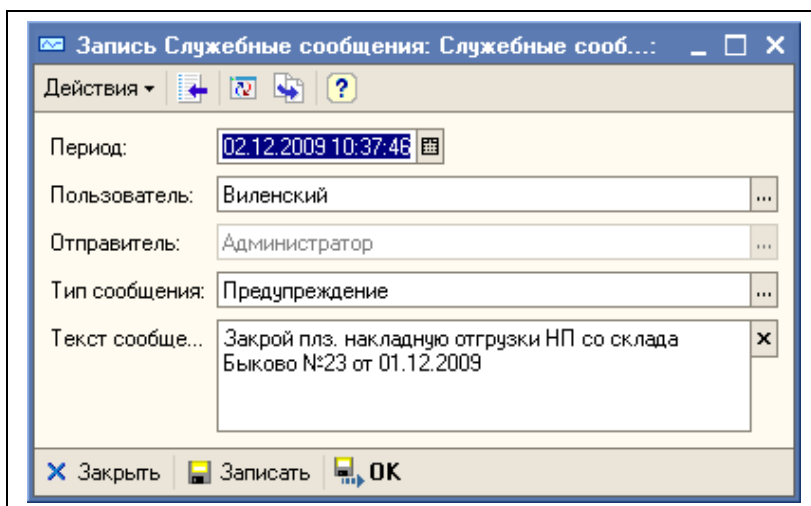 Запись Служебные сообщения: Служебные сооб...:
Действия
Период: 02.12.2009 10:37:46
Пользователь: Виленский ...
Отправитель: Администратор ...
Тип сообщения: Предупреждение ...
Текст сообще... Закрой плз. накладную отгрузки НП со склада
Быково №23 от 01.12.2009
Закрыть Записать OK